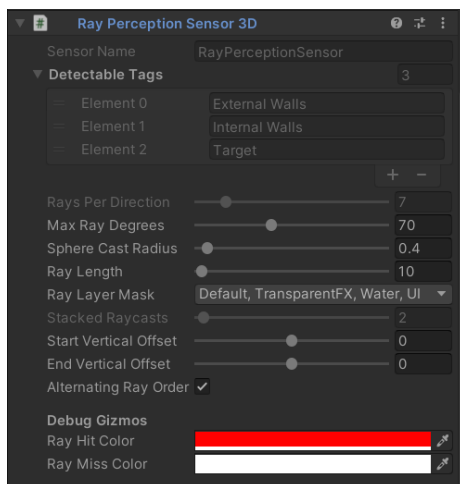 Ray Perception Sensor 3D
Sensor Name RayPerceptionSensor
Detectable Tags 3
Element 0 External Walls
Element 1 Internal Walls
Element 2 Target
+ −
Rays Per Direction 7
Max Ray Degrees 70
Sphere Cast Radius 0.4
Ray Length 10
Ray Layer Mask Default, TransparentFX, Water, UI
Stacked Raycasts 2
Start Vertical Offset 0
End Vertical Offset 0
Alternating Ray Order
Debug Gizmos
Ray Hit Color
Ray Miss Color